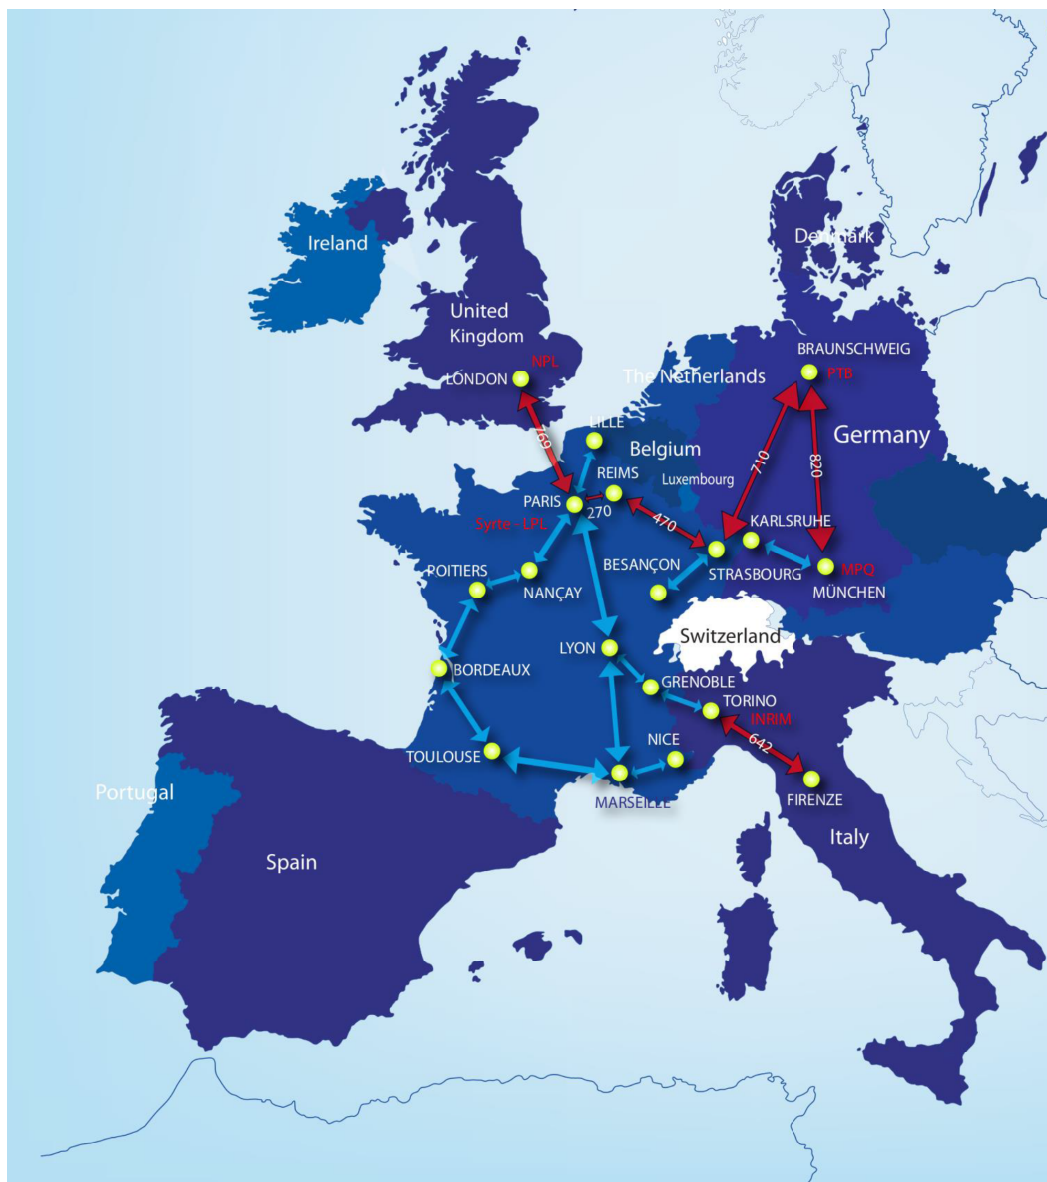 Ireland
Denmark
United
Kingdom
BRAUNSCHWEIG
NPL
LONDON
PTB
The Netherlands
769
LILLE
Germany
Belgium
710
820
REIMS
Luxembourg
PARIS
270
470
KARLSRUHE
Syrte - LPL
BESANÇON
POITIERS
NANÇAY
STRASBOURG
MPQ
MÜNCHEN
Switzerland
LYON
BORDEAUX
GRENOBLE
TORINO
INRIM
NICE
642
TOULOUSE
Portugal
MARSEILLE
FIRENZE
Italy
Spain